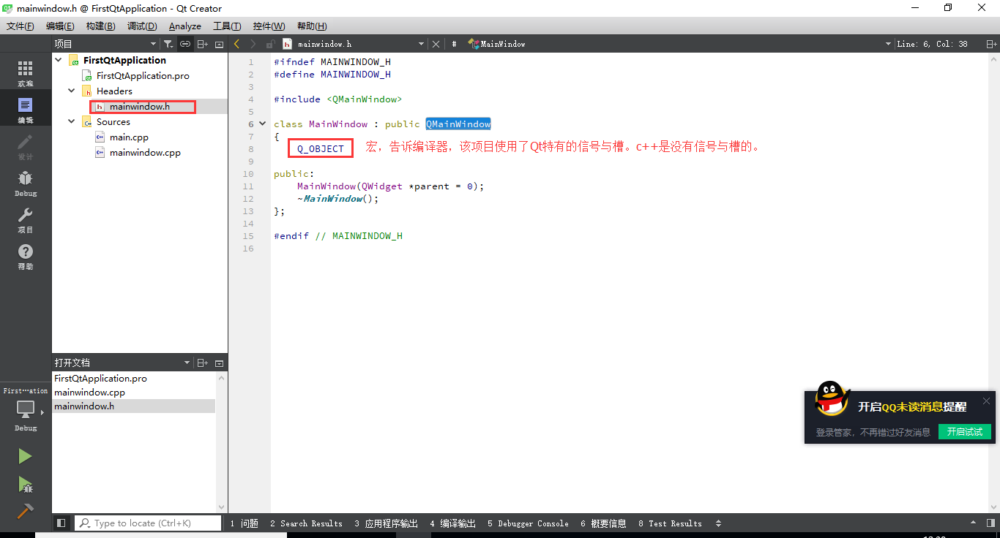 mainwindow.h @ FirstQtApplication - Qt Creator
文件(F) 编辑(E) 构建(B) 调试(D) Analyze 工具(T) 控件(W) 帮助(H)
项目
mainwindow.h # MainWindow Line: 6, Col: 38
欢迎
编辑
设计
Debug
项目
帮助
First…ation
Debug
FirstQtApplication
FirstQtApplication.pro
Headers
mainwindow.h
Sources
main.cpp
mainwindow.cpp
打开文档
FirstQtApplication.pro
mainwindow.cpp
mainwindow.h
1 #ifndef MAINWINDOW_H
2 #define MAINWINDOW_H
3
4 #include <QMainWindow>
5
6 class MainWindow : public QMainWindow
7 {
8 Q_OBJECT 宏，告诉编译器，该项目使用了Qt特有的信号与槽。c++是没有信号与槽的。
9
10 public:
11 MainWindow(QWidget *parent = 0);
12 ~MainWindow();
13 };
14
15 #endif // MAINWINDOW_H
16
开启QQ未读消息提醒
登录管家，不再错过好友消息 开启试试
Type to locate (Ctrl+K) 1 问题 2 Search Results 3 应用程序输出 4 编译输出 5 Debugger Console 6 概要信息 8 Test Results